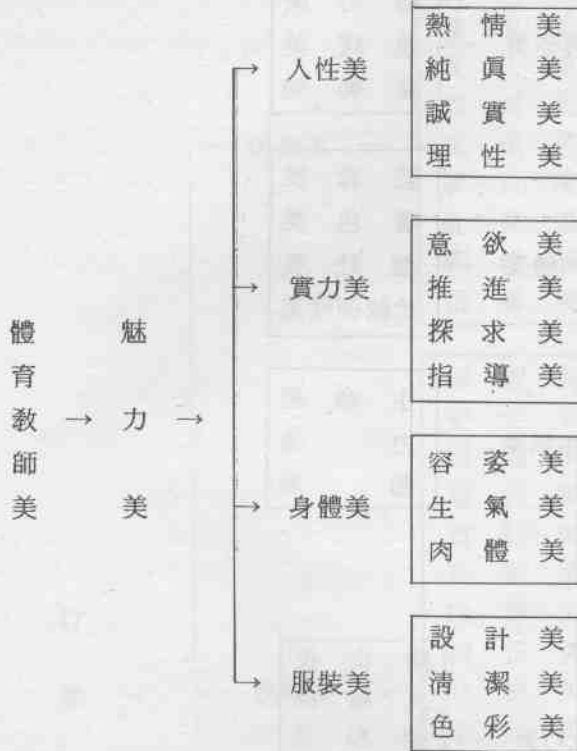 體育教師美 → 魅力美 →
→ 人性美
熱情美
純眞美
誠實美
理性美
→ 實力美
意欲美
推進美
探求美
指導美
→ 身體美
容姿美
生氣美
肉體美
→ 服裝美
設計美
淸潔美
色彩美